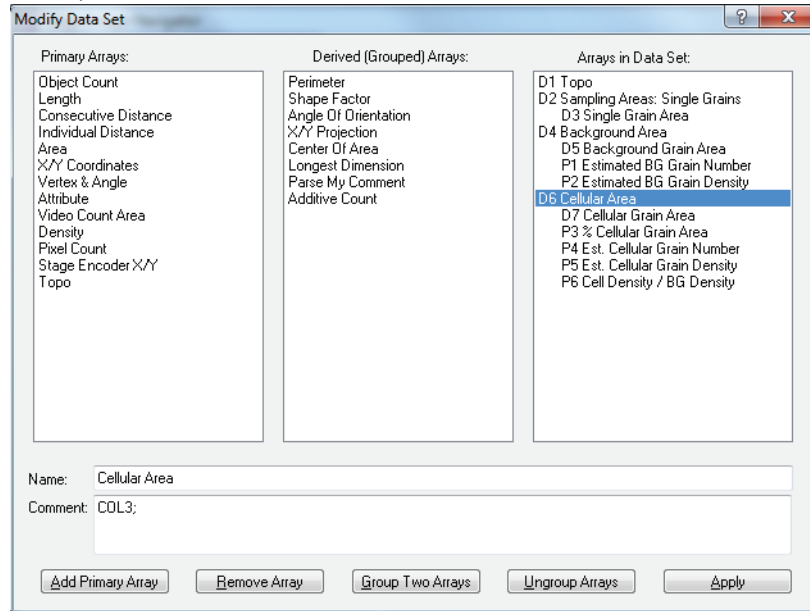 Modify Data Set
Primary Arrays:
Object Count
Length
Consecutive Distance
Individual Distance
Area
X/Y Coordinates
Vertex & Angle
Attribute
Video Count Area
Density
Pixel Count
Stage Encoder X/Y
Topo
Derived (Grouped) Arrays:
Perimeter
Shape Factor
Angle Of Orientation
X/Y Projection
Center Of Area
Longest Dimension
Parse My Comment
Additive Count
Arrays in Data Set:
D1 Topo
D2 Sampling Areas: Single Grains
D3 Single Grain Area
D4 Background Area
D5 Background Grain Area
P1 Estimated BG Grain Number
P2 Estimated BG Grain Density
D6 Cellular Area
D7 Cellular Grain Area
P3 % Cellular Grain Area
P4 Est. Cellular Grain Number
P5 Est. Cellular Grain Density
P6 Cell Density / BG Density
Name: Cellular Area
Comment: COL3;
Add Primary Array Remove Array Group Two Arrays Ungroup Arrays Apply